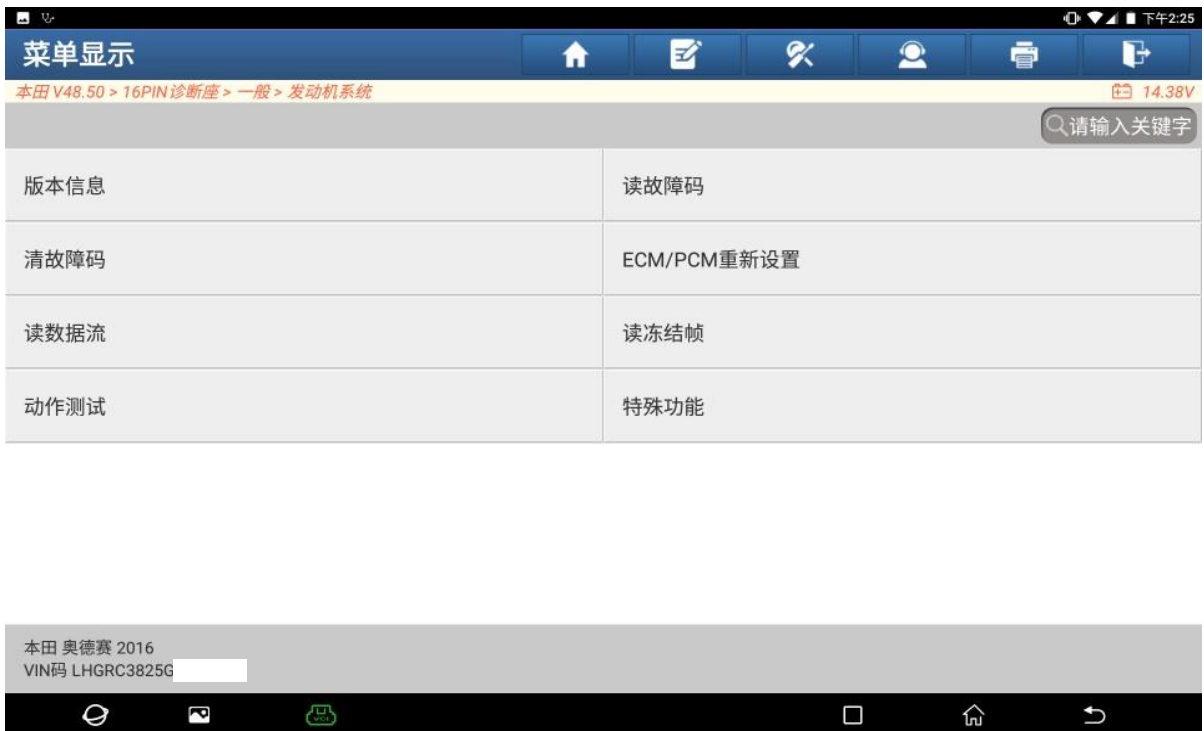 下午2:25
菜单显示
本田 V48.50 > 16PIN诊断座 > 一般 > 发动机系统
14.38V
请输入关键字
版本信息
读故障码
清故障码
ECM/PCM重新设置
读数据流
读冻结帧
动作测试
特殊功能
本田 奥德赛 2016
VIN码 LHGRC3825G